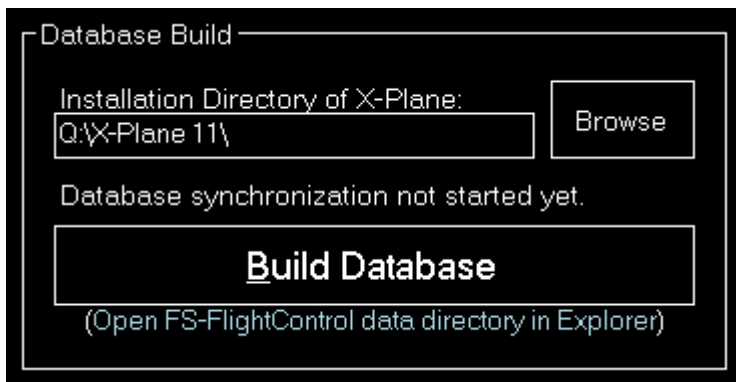 Database Build
Installation Directory of X-Plane:
Q:\X-Plane 11\
Browse
Database synchronization not started yet.
Build Database
(Open FS-FlightControl data directory in Explorer)